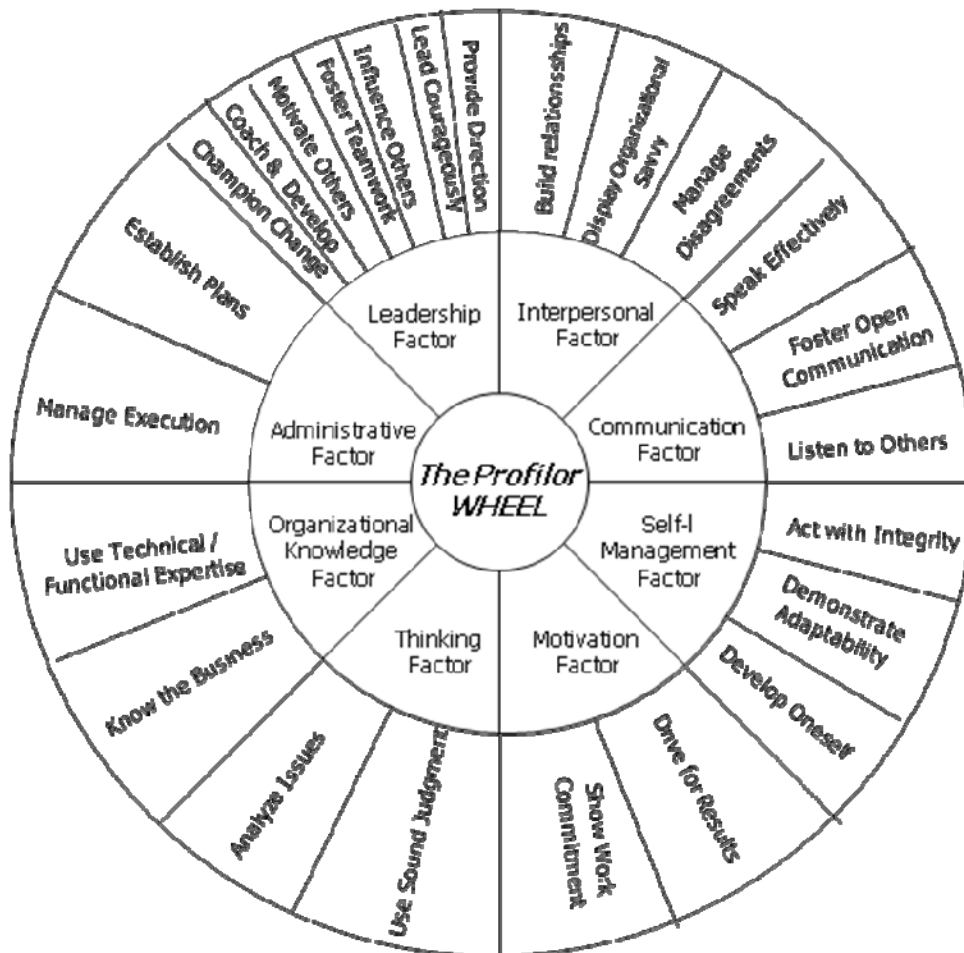 Provide Direction
Lead Courageously
Influence Others
Foster Teamwork
Motivate Others
Coach & Develop
Champion Change
Establish Plans
Manage Execution
Build relationsships
Display Organizational
Savvy
Manage
Disagreements
Speak Effectively
Foster Open
Communication
Listen to Others
Leadership
Factor
Interpersonal
Factor
Administrative
Factor
Communication
Factor
The Profilor
WHEEL
Organizational
Knowledge
Factor
Self-l
Management
Factor
Thinking
Factor
Motivation
Factor
Use Technical /
Functional Expertise
Know the Business
Analyze Issues
Use Sound Judgment
Act with Integrity
Demonstrate
Adaptability
Develop Oneself
Drive for Results
Show Work
Commitment